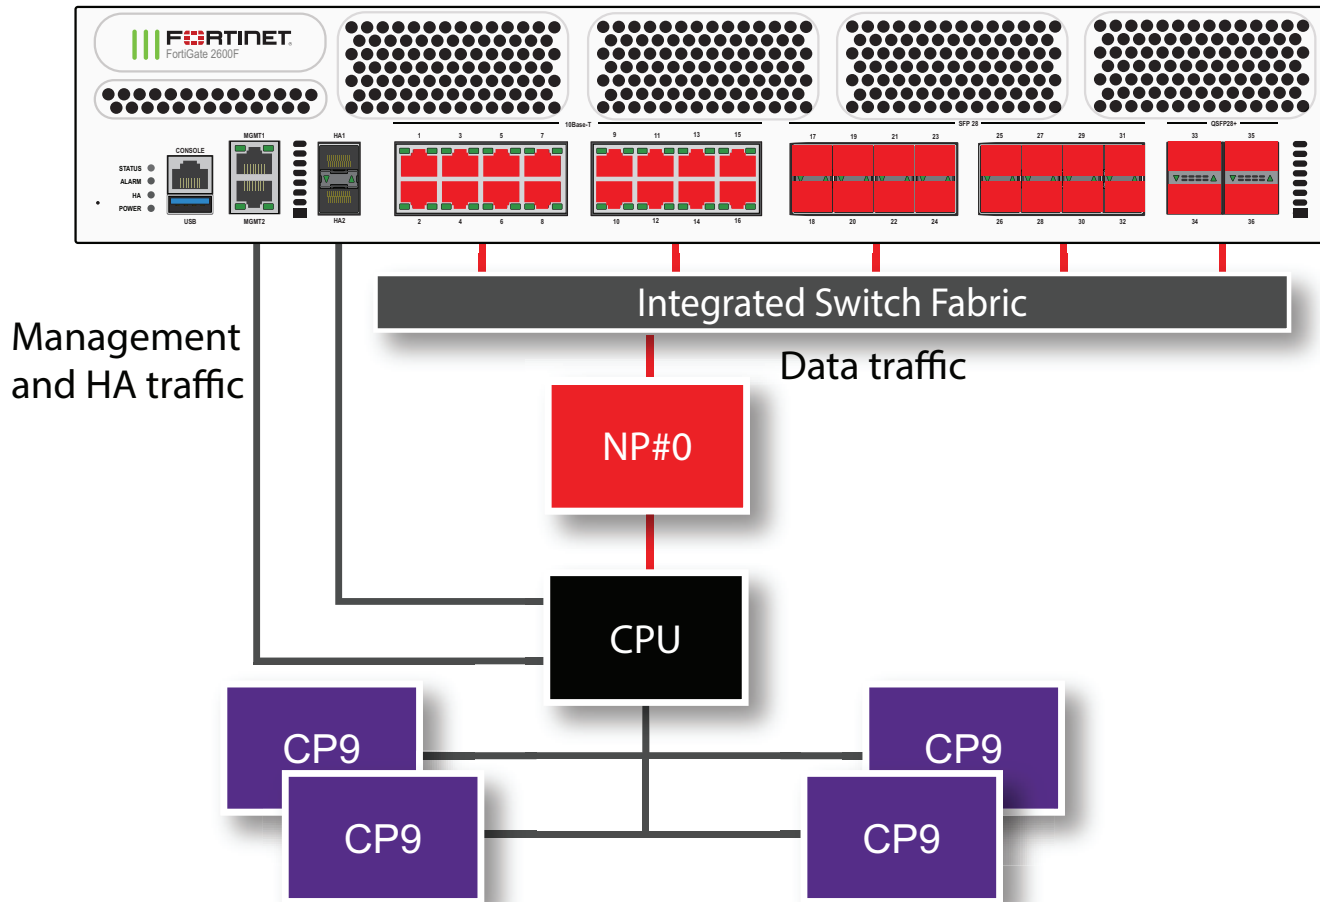 FORTINET
FortiGate 2600F
10Base-T
SFP 28
QSFP28+
MGMT1
HA1
1 3 5 7
9 11 13 15
17 19 21 23
25 27 29 31
33 35
CONSOLE
STATUS
ALARM
HA
POWER
USB
MGMT2
HA2
2 4 6 8
10 12 14 16
18 20 22 24
26 28 30 32
34 36
Integrated Switch Fabric
Management
and HA traffic
Data traffic
NP#0
CPU
CP9
CP9
CP9
CP9